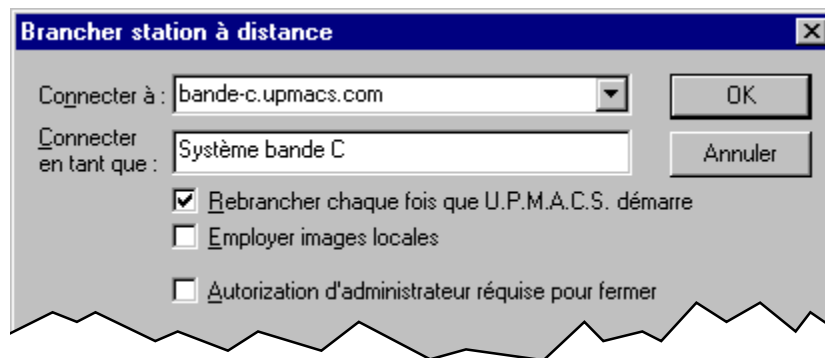 Brancher station à distance
Connecter à : bande-c.upmacs.com
OK
Connecter
en tant que : Système bande C
Annuler
Rebrancher chaque fois que U.P.M.A.C.S. démarre
Employer images locales
Autorization d'administrateur réquise pour fermer